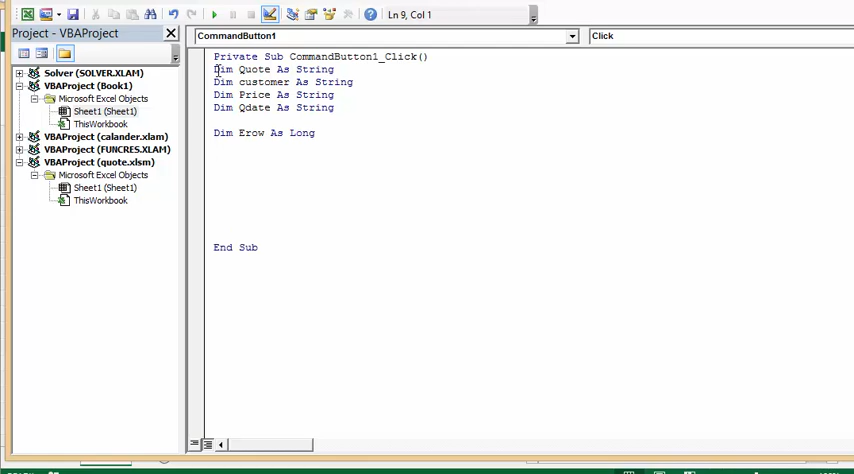 Ln 9, Col 1
Project - VBAProject
CommandButton1
Click
Solver (SOLVER.XLAM)
VBAProject (Book1)
Microsoft Excel Objects
Sheet1 (Sheet1)
ThisWorkbook
VBAProject (calander.xlam)
VBAProject (FUNCRES.XLAM)
VBAProject (quote.xlsm)
Microsoft Excel Objects
Sheet1 (Sheet1)
ThisWorkbook
Private Sub CommandButton1_Click()
Dim Quote As String
Dim customer As String
Dim Price As String
Dim Qdate As String
Dim Erow As Long
End Sub